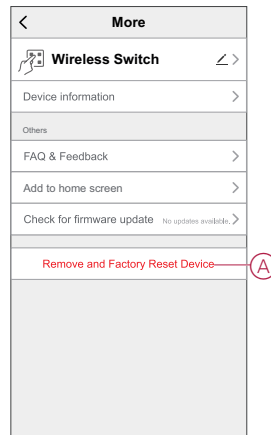 More
Wireless Switch
Device information
Others
FAQ & Feedback
Add to home screen
Check for firmware update No updates available.
Remove and Factory Reset Device
A